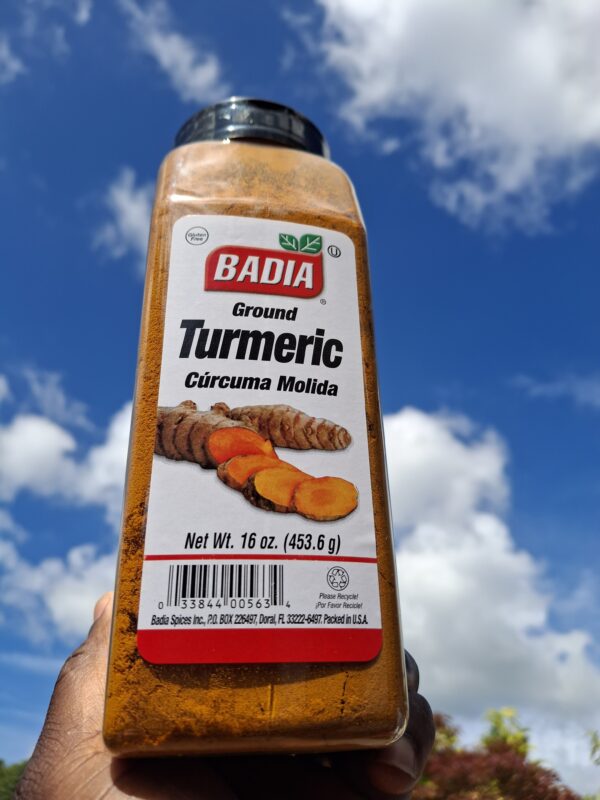 Gluten
Free
BADIA
U
®
Ground
Turmeric
Cúrcuma Molida
Net Wt. 16 oz. (453.6 g)
0 33844 00563 4
Please Recycle!
¡Por Favor Recicle!
Badia Spices Inc., P.O. BOX 226497, Doral, FL 33222-6497. Packed in U.S.A.